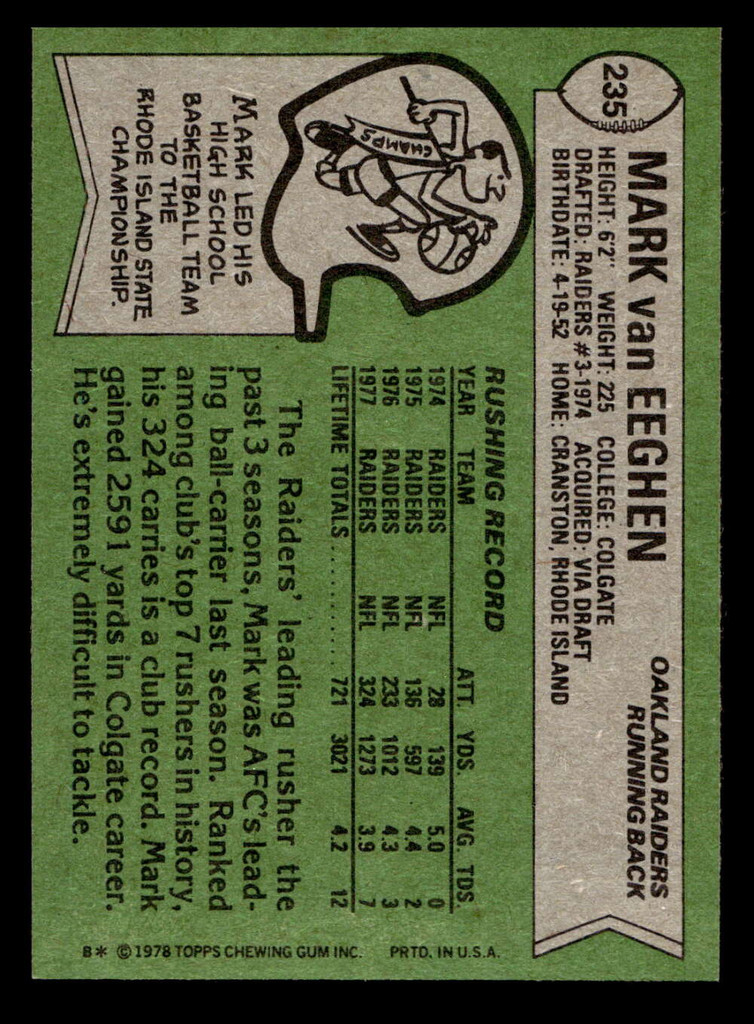 235
MARK van EEGHEN
OAKLAND RAIDERS
RUNNING BACK
HEIGHT: 6'2" WEIGHT: 225 COLLEGE: COLGATE
DRAFTED: RAIDERS #3-1974 ACQUIRED: VIA DRAFT
BIRTHDATE: 4-19-52 HOME: CRANSTON, RHODE ISLAND
CHAMPS
MARK LED HIS
HIGH SCHOOL
BASKETBALL TEAM
TO THE
RHODE ISLAND STATE
CHAMPIONSHIP.
RUSHING RECORD
YEAR TEAM ATT. YDS. AVG. TDS.
1974 RAIDERS NFL 28 139 5.0 0
1975 RAIDERS NFL 136 597 4.4 2
1976 RAIDERS NFL 233 1012 4.3 3
1977 RAIDERS NFL 324 1273 3.9 7
LIFETIME TOTALS............ 721 3021 4.2 12
The Raiders' leading rusher the
past 3 seasons, Mark was AFC's lead-
ing ball-carrier last season. Ranked
among club's top 7 rushers in history,
his 324 carries is a club record. Mark
gained 2591 yards in Colgate career.
He's extremely difficult to tackle.
B* © 1978 TOPPS CHEWING GUM INC. PRTD. IN U.S.A.